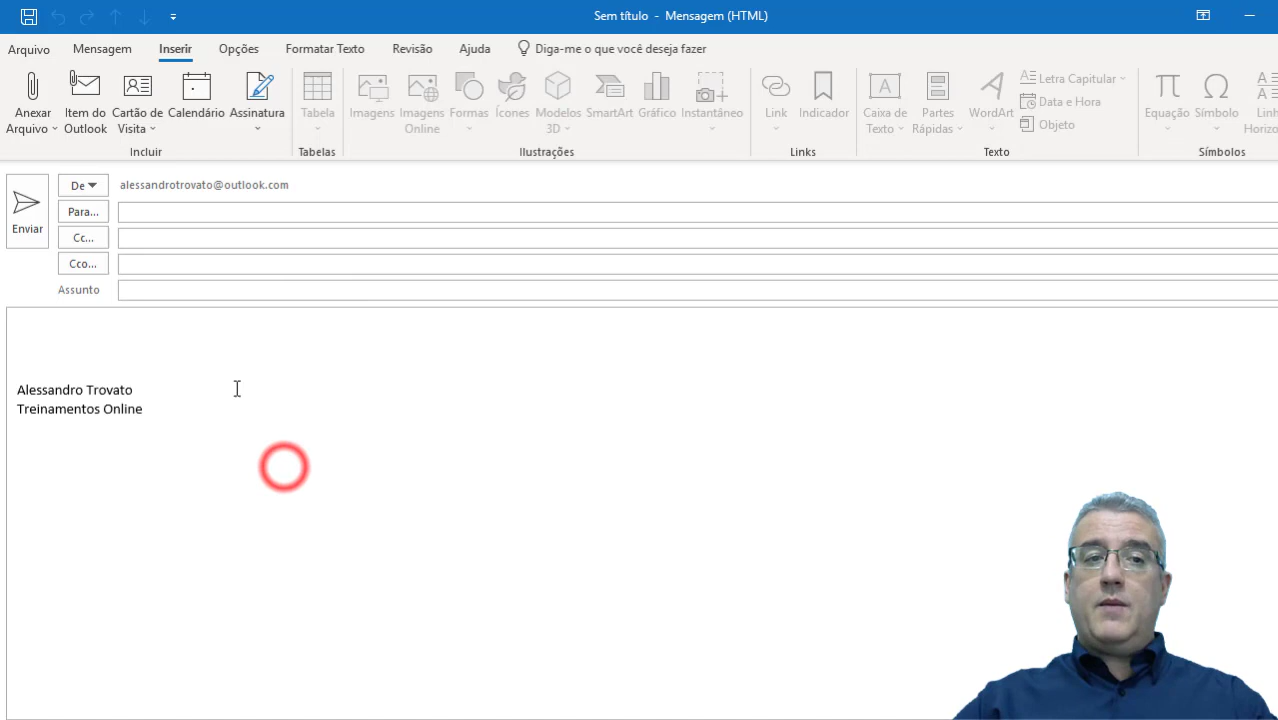 Sem título - Mensagem (HTML)
Arquivo Mensagem Inserir Opções Formatar Texto Revisão Ajuda Diga-me o que você deseja fazer
Anexar Arquivo
Item do Outlook
Cartão de Visita
Calendário
Assinatura
Incluir
Tabela
Tabelas
Imagens
Imagens Online
Formas
Ícones
Modelos 3D
SmartArt
Gráfico
Instantâneo
Ilustrações
Link
Indicador
Links
Caixa de Texto
Partes Rápidas
WordArt
Letra Capitular
Data e Hora
Objeto
Texto
Equação
Símbolo
Símbolos
Enviar
De alessandrotrovato@outlook.com
Para...
Cc...
Cco...
Assunto
Alessandro Trovato
Treinamentos Online